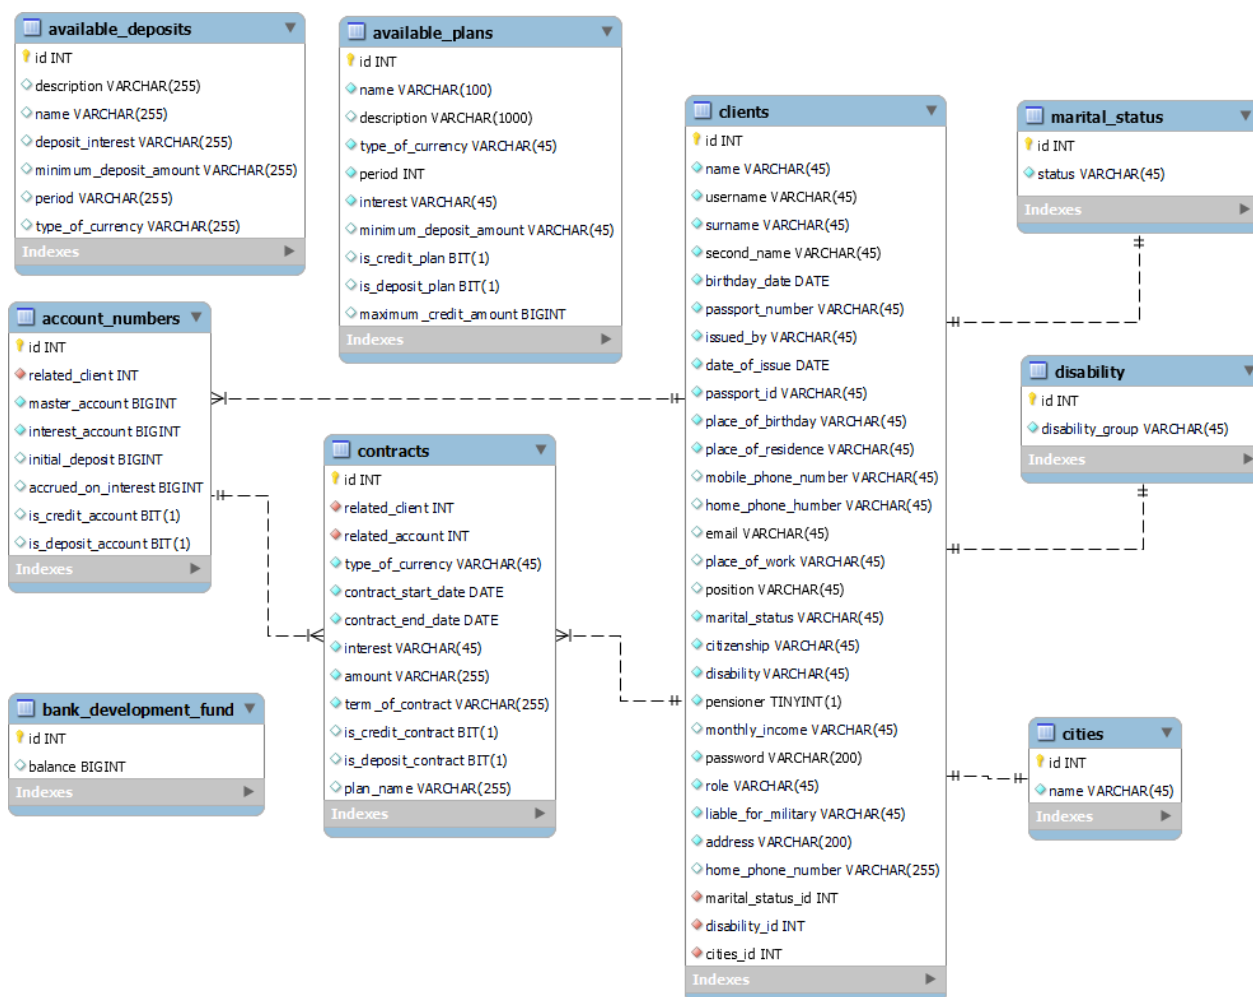 available_deposits
id INT
description VARCHAR(255)
name VARCHAR(255)
deposit_interest VARCHAR(255)
minimum_deposit_amount VARCHAR(255)
period VARCHAR(255)
type_of_currency VARCHAR(255)
Indexes
available_plans
id INT
name VARCHAR(100)
description VARCHAR(1000)
type_of_currency VARCHAR(45)
period INT
interest VARCHAR(45)
minimum_deposit_amount VARCHAR(45)
is_credit_plan BIT(1)
is_deposit_plan BIT(1)
maximum_credit_amount BIGINT
Indexes
account_numbers
id INT
related_client INT
master_account BIGINT
interest_account BIGINT
initial_deposit BIGINT
accrued_on_interest BIGINT
is_credit_account BIT(1)
is_deposit_account BIT(1)
Indexes
contracts
id INT
related_client INT
related_account INT
type_of_currency VARCHAR(45)
contract_start_date DATE
contract_end_date DATE
interest VARCHAR(45)
amount VARCHAR(255)
term_of_contract VARCHAR(255)
is_credit_contract BIT(1)
is_deposit_contract BIT(1)
plan_name VARCHAR(255)
Indexes
bank_development_fund
id INT
balance BIGINT
Indexes
clients
id INT
name VARCHAR(45)
username VARCHAR(45)
surname VARCHAR(45)
second_name VARCHAR(45)
birthday_date DATE
passport_number VARCHAR(45)
issued_by VARCHAR(45)
date_of_issue DATE
passport_id VARCHAR(45)
place_of_birthday VARCHAR(45)
place_of_residence VARCHAR(45)
mobile_phone_number VARCHAR(45)
home_phone_humber VARCHAR(45)
email VARCHAR(45)
place_of_work VARCHAR(45)
position VARCHAR(45)
marital_status VARCHAR(45)
citizenship VARCHAR(45)
disability VARCHAR(45)
pensioner TINYINT(1)
monthly_income VARCHAR(45)
password VARCHAR(200)
role VARCHAR(45)
liable_for_military VARCHAR(45)
address VARCHAR(200)
home_phone_number VARCHAR(255)
marital_status_id INT
disability_id INT
cities_id INT
Indexes
marital_status
id INT
status VARCHAR(45)
Indexes
disability
id INT
disability_group VARCHAR(45)
Indexes
cities
id INT
name VARCHAR(45)
Indexes